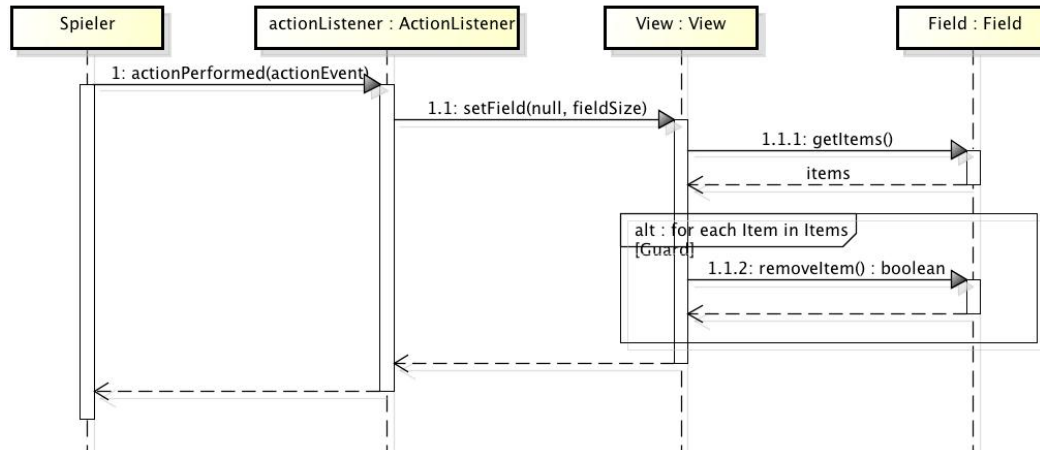 Spieler
actionListener : ActionListener
View : View
Field : Field
1: actionPerformed(actionEvent)
1.1: setField(null, fieldSize)
1.1.1: getItems()
items
alt : for each Item in Items
[Guard]
1.1.2: removeItem() : boolean